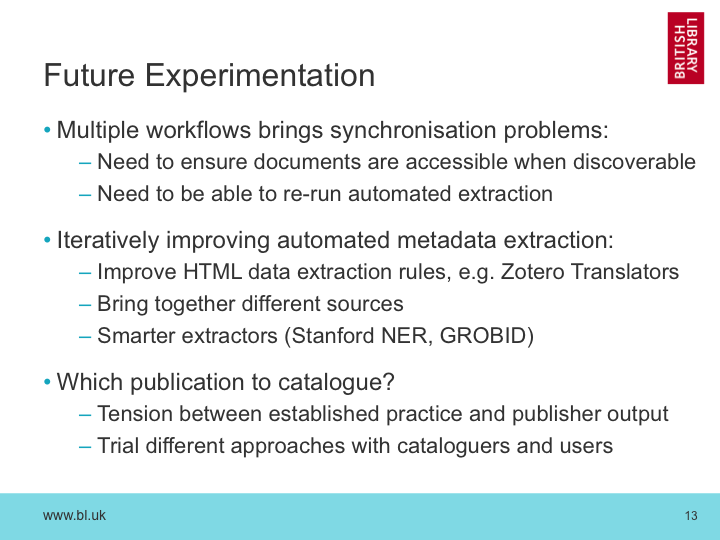 BRITISH
LIBRARY
Future Experimentation
• Multiple workflows brings synchronisation problems:
– Need to ensure documents are accessible when discoverable
– Need to be able to re-run automated extraction
• Iteratively improving automated metadata extraction:
– Improve HTML data extraction rules, e.g. Zotero Translators
– Bring together different sources
– Smarter extractors (Stanford NER, GROBID)
• Which publication to catalogue?
– Tension between established practice and publisher output
– Trial different approaches with cataloguers and users
www.bl.uk
13